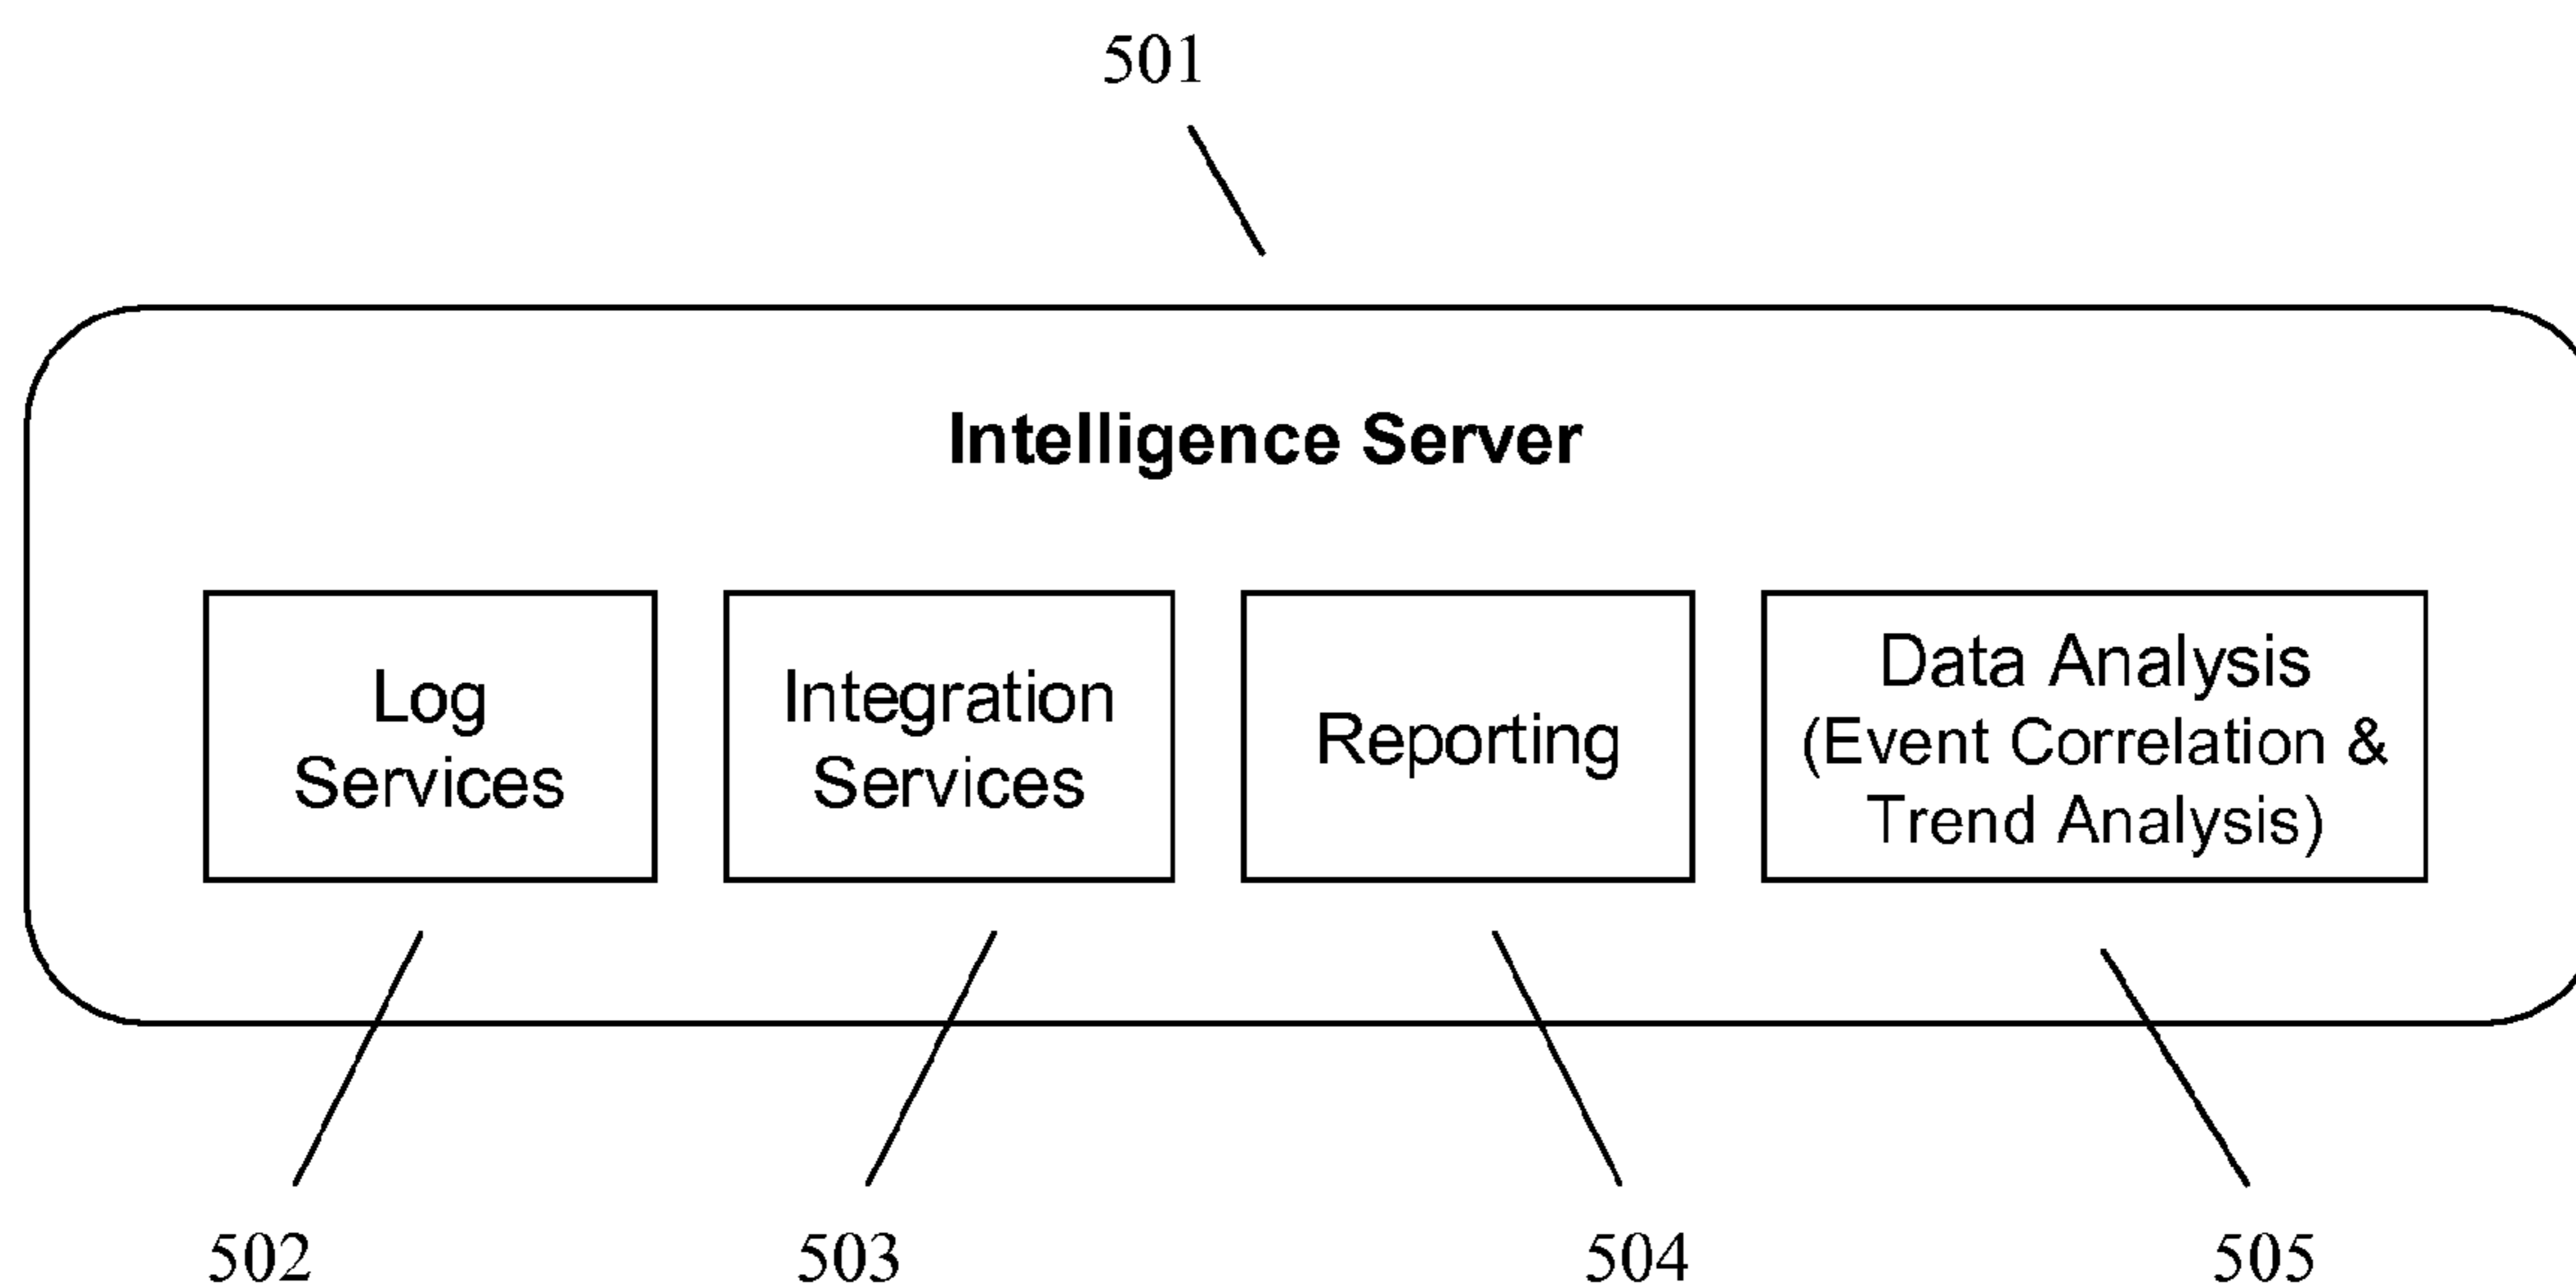 501
Intelligence Server
Log
Services
Integration
Services
Reporting
Data Analysis
(Event Correlation &
Trend Analysis)
502
503
504
505